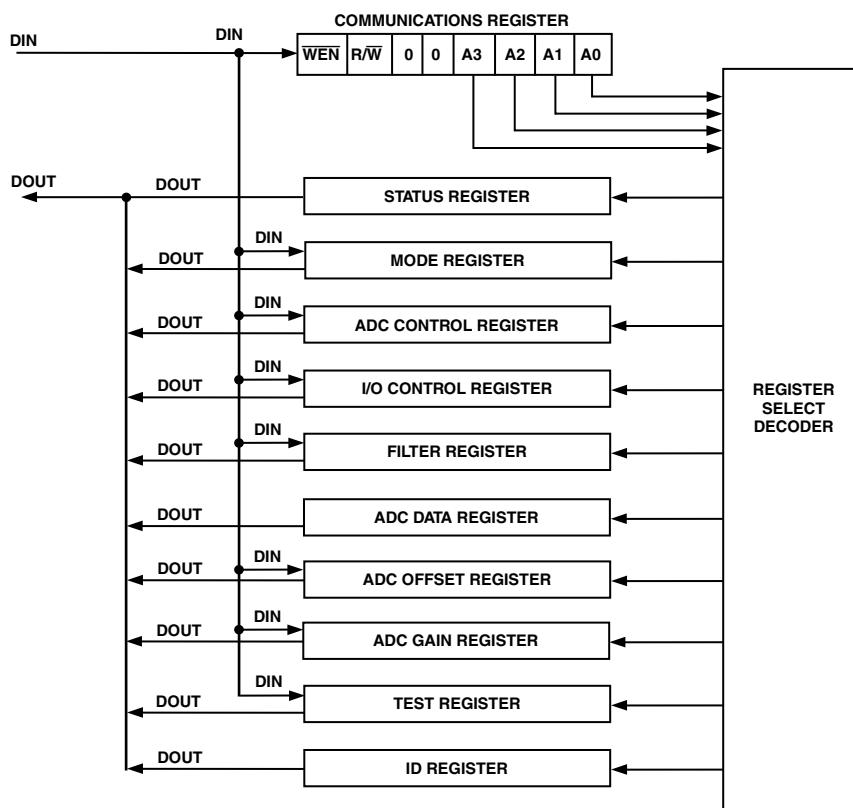 COMMUNICATIONS REGISTER
DIN
DIN
WEN R/W 0 0 A3 A2 A1 A0
DOUT
DOUT
STATUS REGISTER
DIN
DOUT
MODE REGISTER
DIN
DOUT
ADC CONTROL REGISTER
DIN
DOUT
I/O CONTROL REGISTER
REGISTER
SELECT
DECODER
DIN
DOUT
FILTER REGISTER
DOUT
ADC DATA REGISTER
DIN
DOUT
ADC OFFSET REGISTER
DIN
DOUT
ADC GAIN REGISTER
DIN
DOUT
TEST REGISTER
DOUT
ID REGISTER